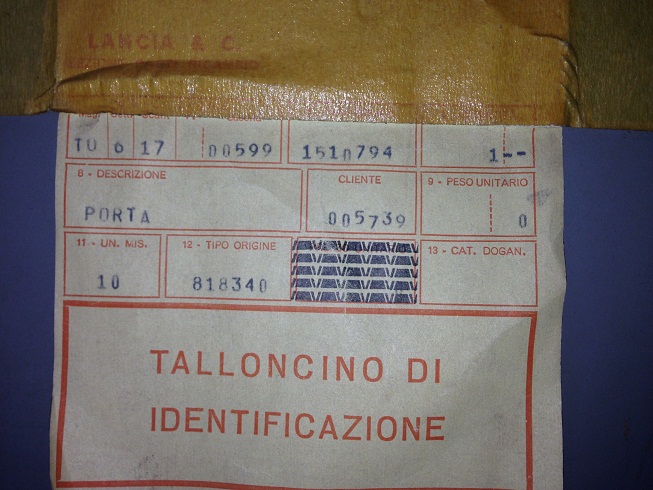 LANCIA & C.
TO 6 17 00599 1510794 1--
8 - DESCRIZIONE CLIENTE 9 - PESO UNITARIO
PORTA 005739 0
11 - UN. MIS. 12 - TIPO ORIGINE 13 - CAT. DOGAN.
10 818340
TALLONCINO DI
IDENTIFICAZIONE